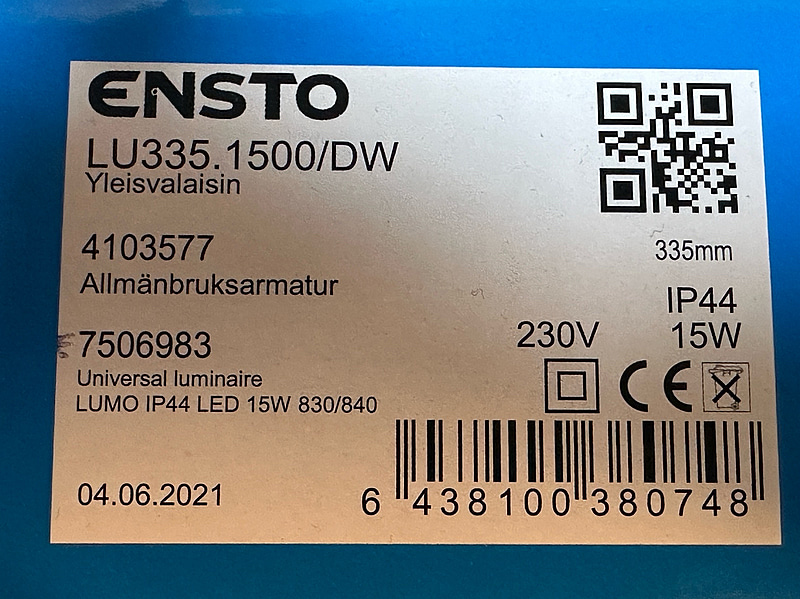 ENSTO
LU335.1500/DW
Yleisvalaisin
4103577
335mm
Allmänbruksarmatur
IP44
7506983
230V 15W
Universal luminaire
LUMO IP44 LED 15W 830/840
CE
04.06.2021
6 438100 380748